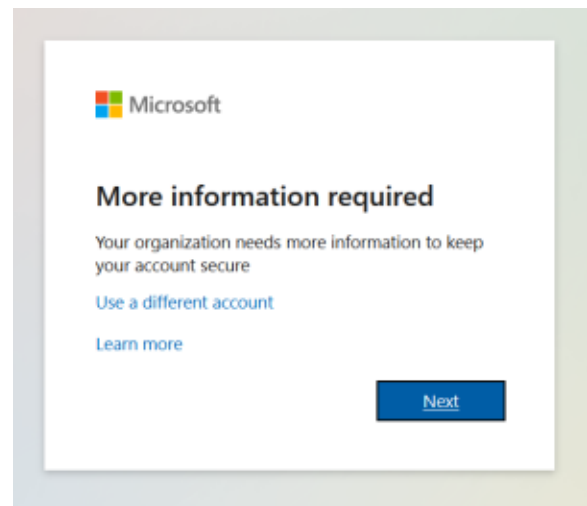 Microsoft
More information required
Your organization needs more information to keep
your account secure
Use a different account
Learn more
Next